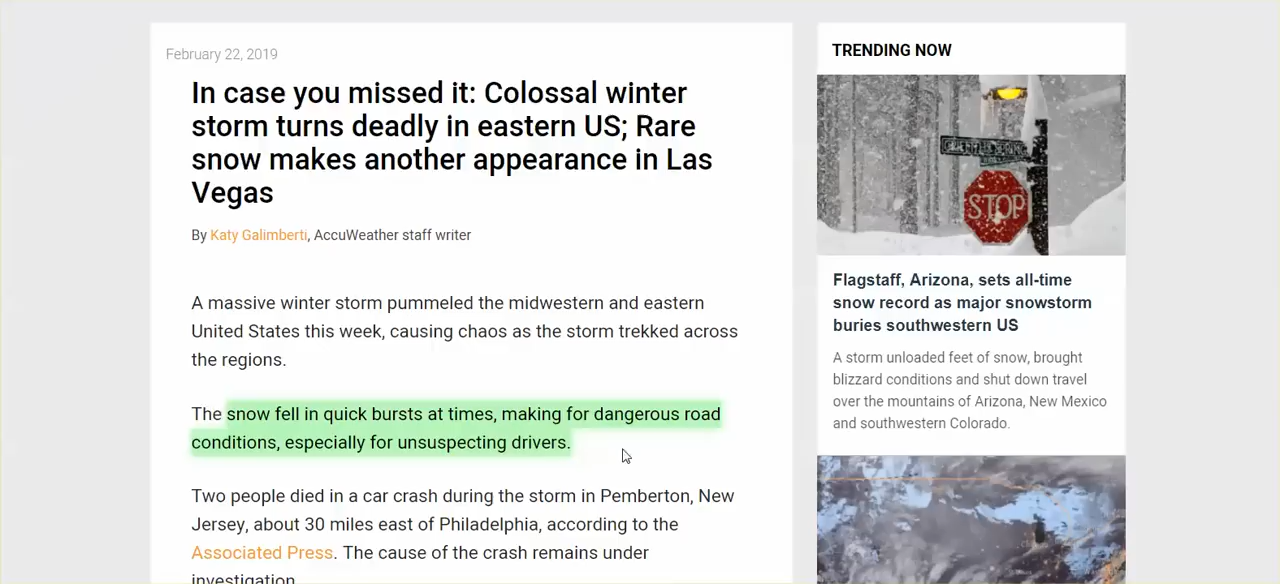 February 22, 2019
In case you missed it: Colossal winter
storm turns deadly in eastern US; Rare
snow makes another appearance in Las
Vegas
By Katy Galimberti, AccuWeather staff writer
A massive winter storm pummeled the midwestern and eastern
United States this week, causing chaos as the storm trekked across
the regions.
The snow fell in quick bursts at times, making for dangerous road
conditions, especially for unsuspecting drivers.
Two people died in a car crash during the storm in Pemberton, New
Jersey, about 30 miles east of Philadelphia, according to the
Associated Press. The cause of the crash remains under
investigation.
TRENDING NOW
STOP
Flagstaff, Arizona, sets all-time
snow record as major snowstorm
buries southwestern US
A storm unloaded feet of snow, brought
blizzard conditions and shut down travel
over the mountains of Arizona, New Mexico
and southwestern Colorado.